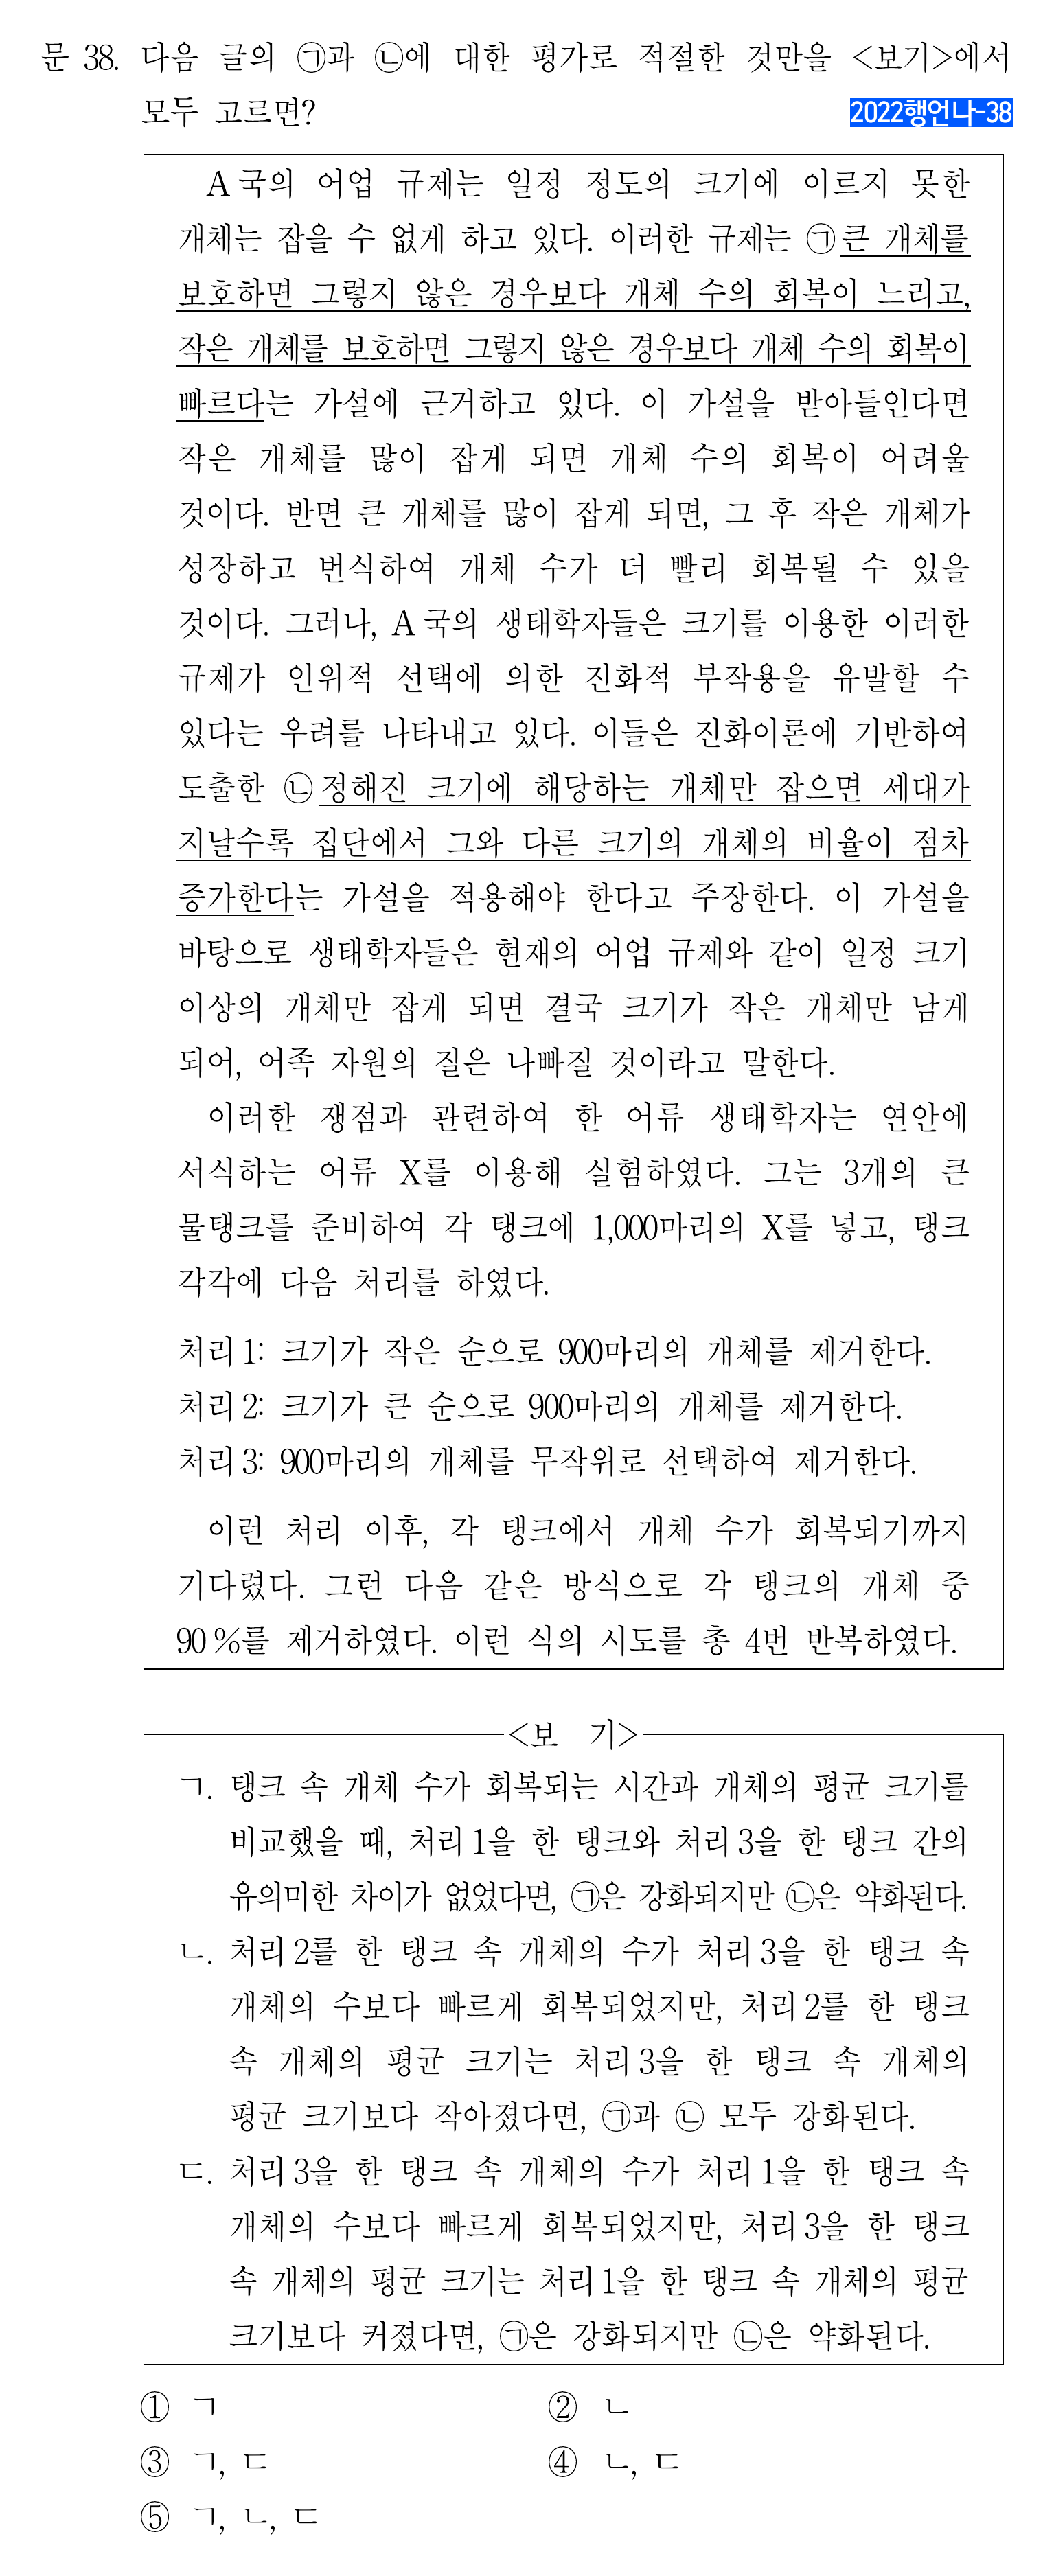 문 38. 다음 글의 ㉠과 ㉡에 대한 평가로 적절한 것만을 <보기>에서
모두 고르면?
2022행언나-38
A국의 어업 규제는 일정 정도의 크기에 이르지 못한
개체는 잡을 수 없게 하고 있다. 이러한 규제는 ㉠큰 개체를
보호하면 그렇지 않은 경우보다 개체 수의 회복이 느리고,
작은 개체를 보호하면 그렇지 않은 경우보다 개체 수의 회복이
빠르다는 가설에 근거하고 있다. 이 가설을 받아들인다면
작은 개체를 많이 잡게 되면 개체 수의 회복이 어려울
것이다. 반면 큰 개체를 많이 잡게 되면, 그 후 작은 개체가
성장하고 번식하여 개체 수가 더 빨리 회복될 수 있을
것이다. 그러나, A국의 생태학자들은 크기를 이용한 이러한
규제가 인위적 선택에 의한 진화적 부작용을 유발할 수
있다는 우려를 나타내고 있다. 이들은 진화이론에 기반하여
도출한 ㉡정해진 크기에 해당하는 개체만 잡으면 세대가
지날수록 집단에서 그와 다른 크기의 개체의 비율이 점차
증가한다는 가설을 적용해야 한다고 주장한다. 이 가설을
바탕으로 생태학자들은 현재의 어업 규제와 같이 일정 크기
이상의 개체만 잡게 되면 결국 크기가 작은 개체만 남게
되어, 어족 자원의 질은 나빠질 것이라고 말한다.
이러한 쟁점과 관련하여 한 어류 생태학자는 연안에
서식하는 어류 X를 이용해 실험하였다. 그는 3개의 큰
물탱크를 준비하여 각 탱크에 1,000마리의 X를 넣고, 탱크
각각에 다음 처리를 하였다.
처리1: 크기가 작은 순으로 900마리의 개체를 제거한다.
처리2: 크기가 큰 순으로 900마리의 개체를 제거한다.
처리3: 900마리의 개체를 무작위로 선택하여 제거한다.
이런 처리 이후, 각 탱크에서 개체 수가 회복되기까지
기다렸다. 그런 다음 같은 방식으로 각 탱크의 개체 중
90%를 제거하였다. 이런 식의 시도를 총 4번 반복하였다.
<보 기>
ㄱ. 탱크 속 개체 수가 회복되는 시간과 개체의 평균 크기를
비교했을 때, 처리1을 한 탱크와 처리3을 한 탱크 간의
유의미한 차이가 없었다면, ㉠은 강화되지만 ㉡은 약화된다.
ㄴ. 처리2를 한 탱크 속 개체의 수가 처리3을 한 탱크 속
개체의 수보다 빠르게 회복되었지만, 처리2를 한 탱크
속 개체의 평균 크기는 처리3을 한 탱크 속 개체의
평균 크기보다 작아졌다면, ㉠과 ㉡ 모두 강화된다.
ㄷ. 처리3을 한 탱크 속 개체의 수가 처리1을 한 탱크 속
개체의 수보다 빠르게 회복되었지만, 처리3을 한 탱크
속 개체의 평균 크기는 처리1을 한 탱크 속 개체의 평균
크기보다 커졌다면, ㉠은 강화되지만 ㉡은 약화된다.
① ㄱ ② ㄴ
③ ㄱ, ㄷ ④ ㄴ, ㄷ
⑤ ㄱ, ㄴ, ㄷ